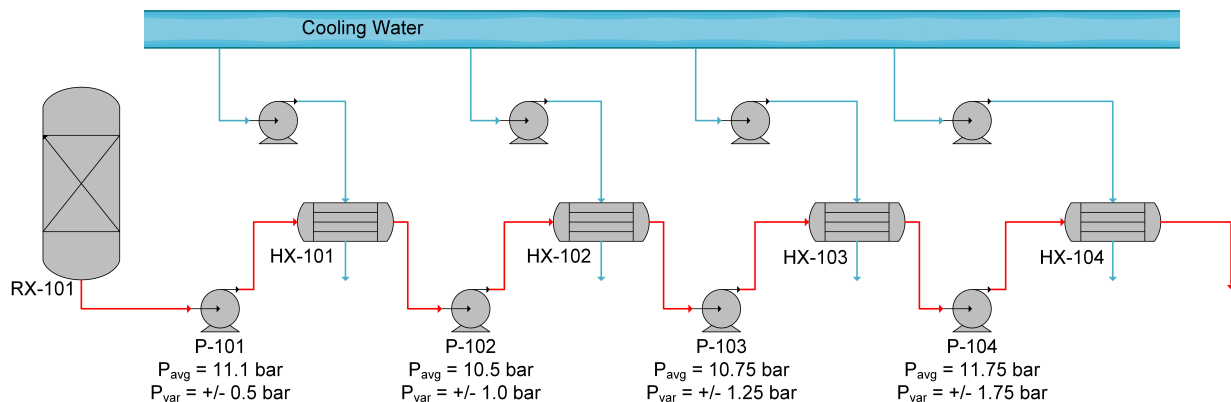 Cooling Water
HX-101
HX-102
HX-103
HX-104
RX-101
P-101
Pavg = 11.1 bar
Pvar = +/- 0.5 bar
P-102
Pavg = 10.5 bar
Pvar = +/- 1.0 bar
P-103
Pavg = 10.75 bar
Pvar = +/- 1.25 bar
P-104
Pavg = 11.75 bar
Pvar = +/- 1.75 bar